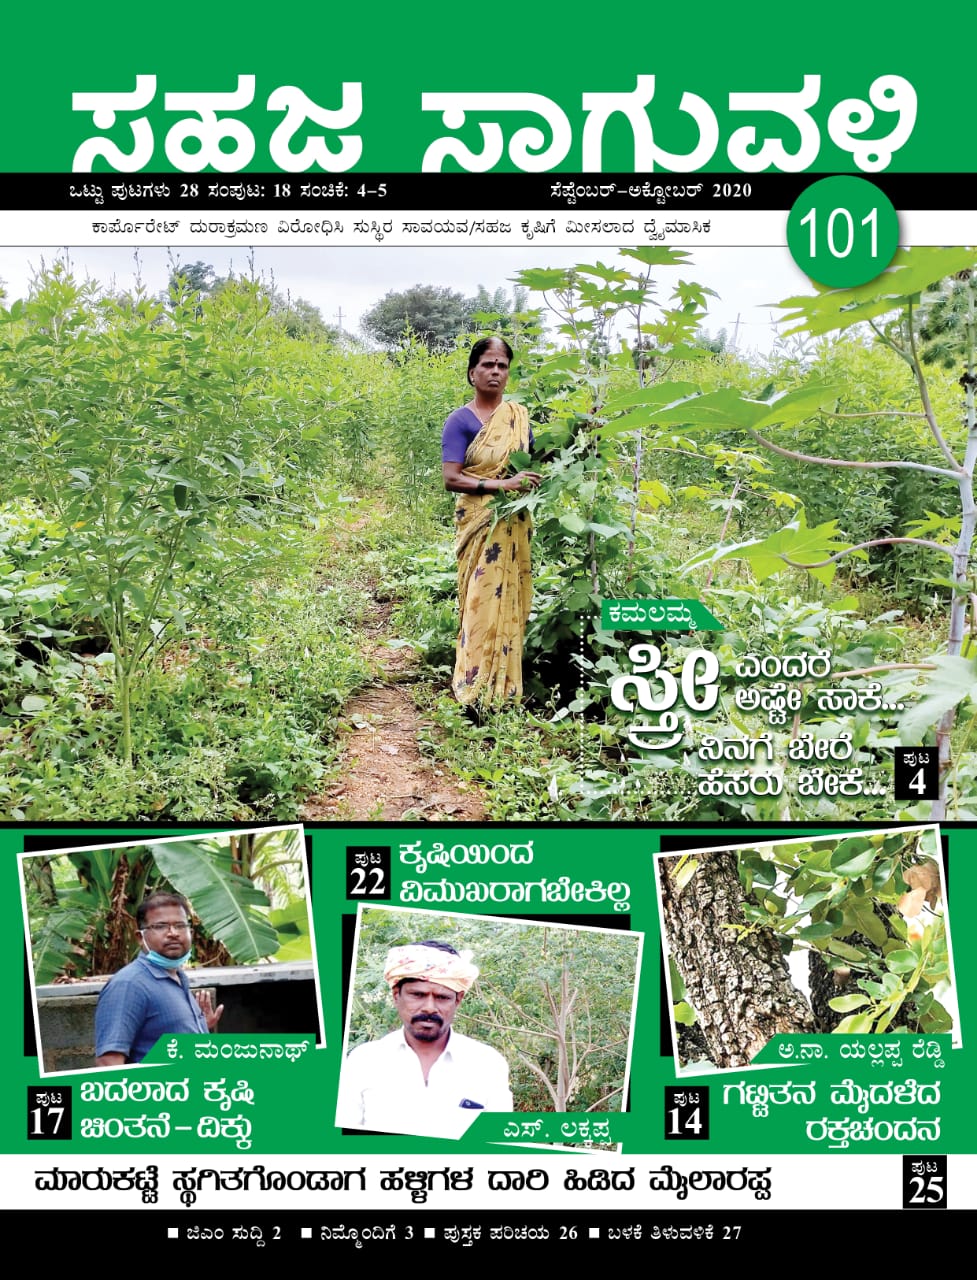 ಸಹಜ ಸಾಗುವಳಿ
ಒಟ್ಟು ಪುಟಗಳು 28 ಸಂಪುಟ: 18 ಸಂಚಿಕೆ: 4-5
ಸೆಪ್ಟೆಂಬರ್-ಅಕ್ಟೋಬರ್ 2020
ಕಾರ್ಪೊರೇಟ್ ದುರಾಕ್ರಮಣ ವಿರೋಧಿಸಿ ಸುಸ್ಥಿರ ಸಾವಯವ/ಸಹಜ ಕೃಷಿಗೆ ಮೀಸಲಾದ ದ್ವೈಮಾಸಿಕ
101
ಕಮಲಮ್ಮ
ಸ್ತ್ರೀ ಎಂದರೆ
ಅಷ್ಟೇ ಸಾಕೆ...
ನಿನಗೆ ಬೇರೆ
ಹೆಸರು ಬೇಕೆ...
ಪುಟ
4
ಕೆ. ಮಂಜುನಾಥ್
ಪುಟ
17
ಬದಲಾದ ಕೃಷಿ
ಚಿಂತನೆ-ದಿಕ್ಕು
ಪುಟ
22
ಕೃಷಿಯಿಂದ
ವಿಮುಖರಾಗಬೇಕಿಲ್ಲ
ಎಸ್. ಲಕ್ಕಪ್ಪ
ಅ.ನಾ. ಯಲ್ಲಪ್ಪ ರೆಡ್ಡಿ
ಪುಟ
14
ಗಟ್ಟಿತನ ಮೈದಳೆದ
ರಕ್ತಚಂದನ
ಮಾರುಕಟ್ಟೆ ಸ್ಥಗಿತಗೊಂಡಾಗ ಹಳ್ಳಿಗಳ ದಾರಿ ಹಿಡಿದ ಮೈಲಾರಪ್ಪ
ಪುಟ
25
■ ಜಿಎಂ ಸುದ್ದಿ 2 ■ ನಿಮ್ಮೊಂದಿಗೆ 3 ■ ಪುಸ್ತಕ ಪರಿಚಯ 26 ■ ಬಳಕೆ ತಿಳುವಳಿಕೆ 27